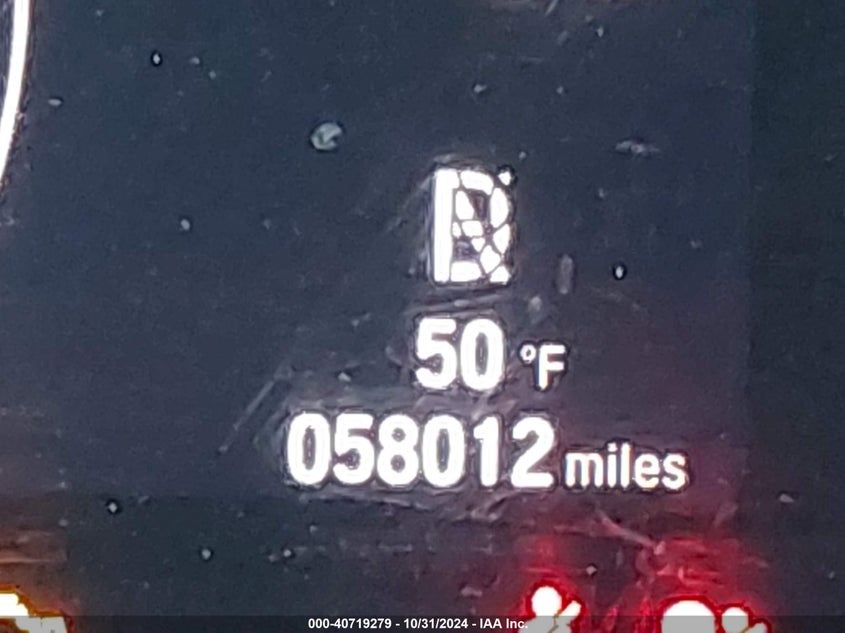 50 °F
058012 miles
000-40719279 - 10/31/2024 - IAA Inc.